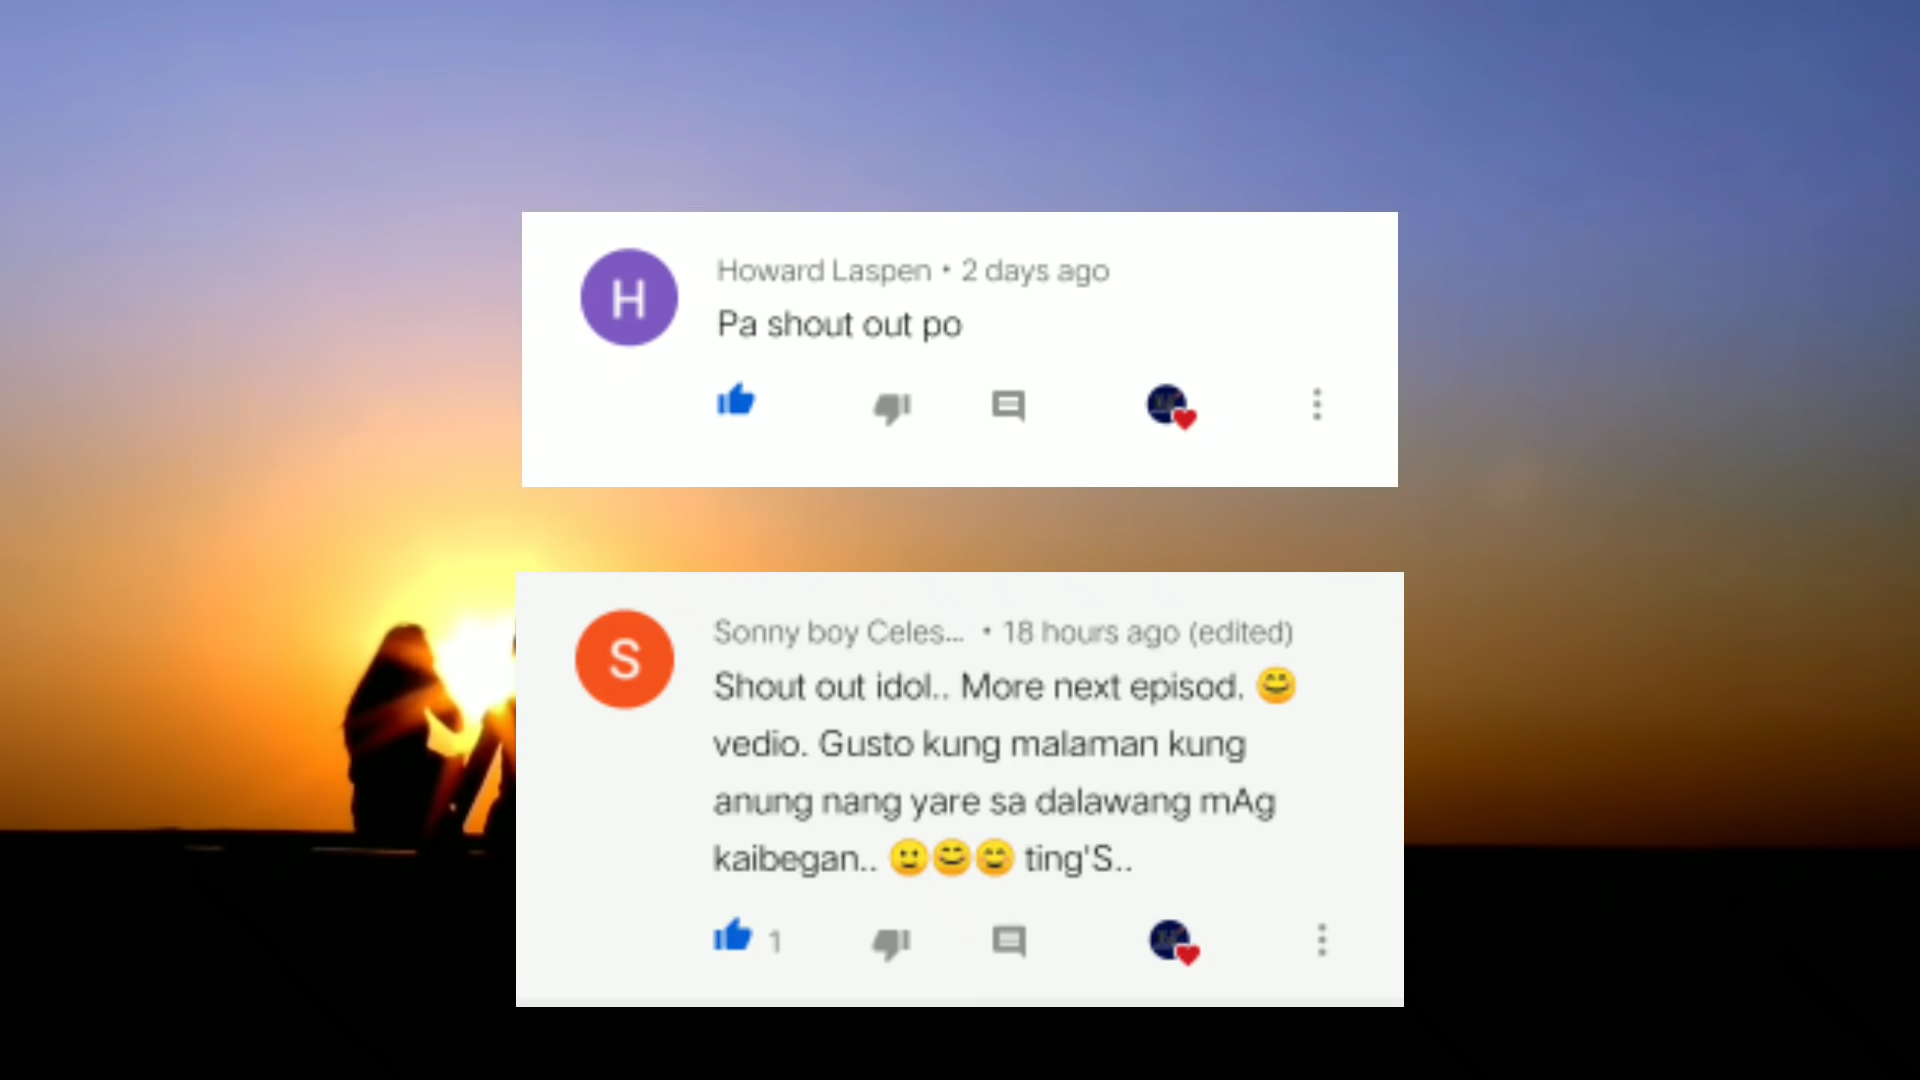 H
Howard Laspen • 2 days ago
Pa shout out po
S
Sonny boy Celes... • 18 hours ago (edited)
Shout out idol.. More next episod. 😄
vedio. Gusto kung malaman kung
anung nang yare sa dalawang mAg
kaibegan.. 🙂😄😊 ting'S..
1